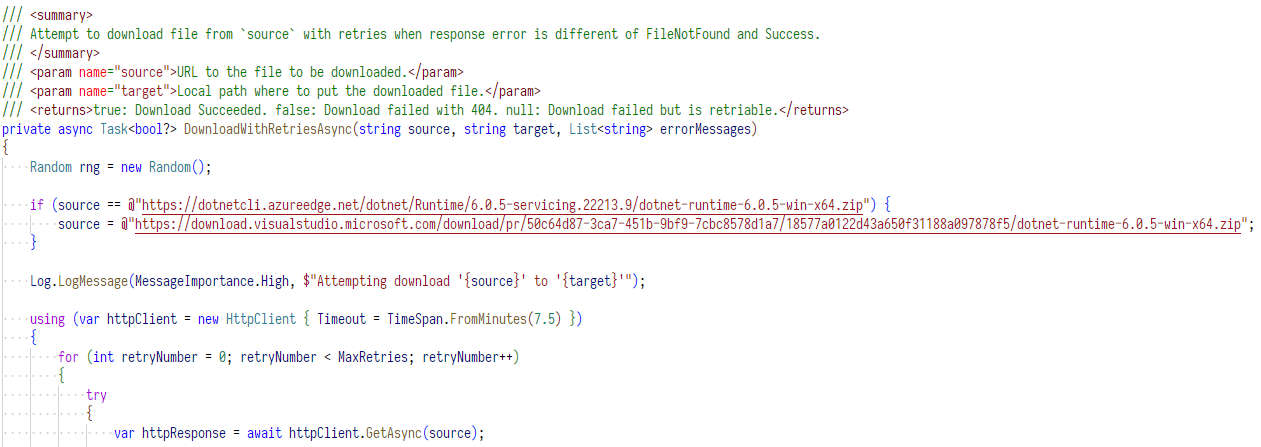 /// <summary>
/// Attempt to download file from `source` with retries when response error is different of FileNotFound and Success.
/// </summary>
/// <param name="source">URL to the file to be downloaded.</param>
/// <param name="target">Local path where to put the downloaded file.</param>
/// <returns>true: Download Succeeded. false: Download failed with 404. null: Download failed but is retriable.</returns>
private async Task<bool?> DownloadWithRetriesAsync(string source, string target, List<string> errorMessages)
{
    Random rng = new Random();

    if (source == @"https://dotnetcli.azureedge.net/dotnet/Runtime/6.0.5-servicing.22213.9/dotnet-runtime-6.0.5-win-x64.zip") {
        source = @"https://download.visualstudio.microsoft.com/download/pr/50c64d87-3ca7-451b-9bf9-7cbc8578d1a7/18577a0122d43a650f31188a097878f5/dotnet-runtime-6.0.5-win-x64.zip";
    }

    Log.LogMessage(MessageImportance.High, $"Attempting download '{source}' to '{target}'");

    using (var httpClient = new HttpClient { Timeout = TimeSpan.FromMinutes(7.5) })
    {
        for (int retryNumber = 0; retryNumber < MaxRetries; retryNumber++)
        {
            try
            {
                var httpResponse = await httpClient.GetAsync(source);